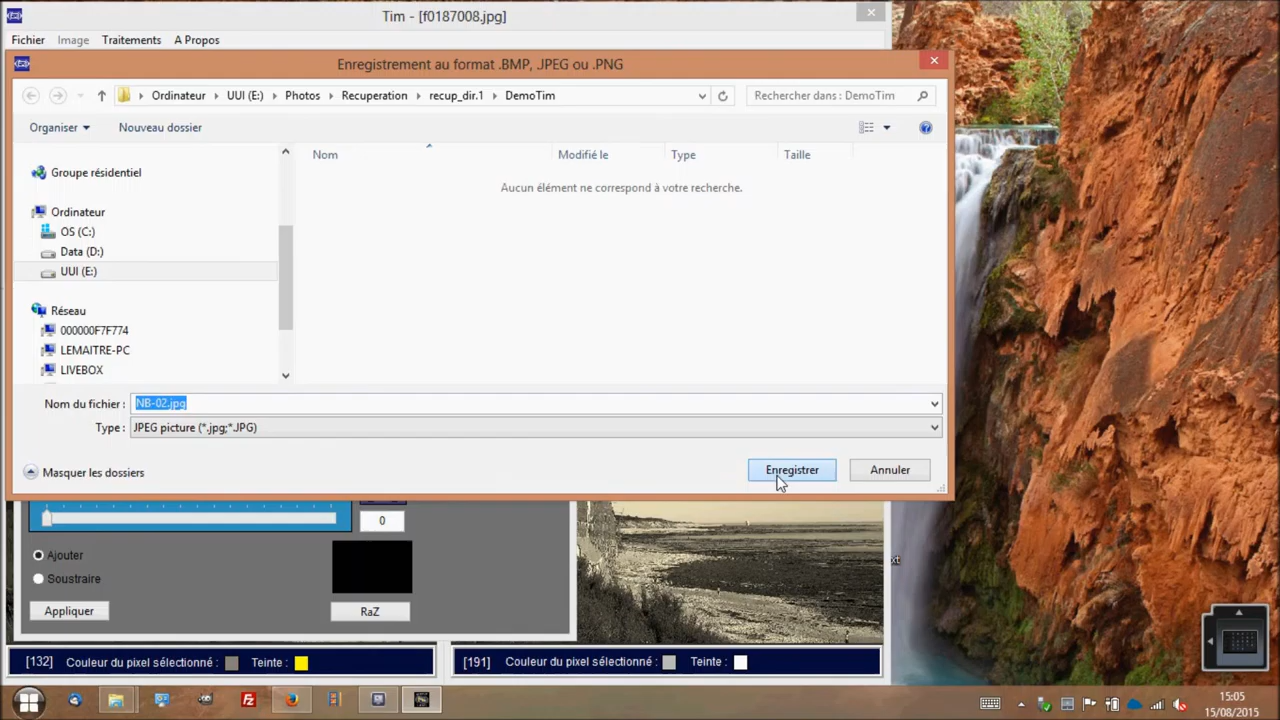 Tim - [f0187008.jpg]
Fichier Image Traitements A Propos
Enregistrement au format .BMP, .JPEG ou .PNG
Ordinateur UUI (E:) Photos Recuperation recup_dir.1 DemoTim
Rechercher dans : DemoTim
Organiser Nouveau dossier
Nom Modifié le Type Taille
Aucun élément ne correspond à votre recherche.
Groupe résidentiel
Ordinateur
OS (C:)
Data (D:)
UUI (E:)
Réseau
000000F7F774
LEMAITRE-PC
LIVEBOX
Nom du fichier : NB-02.jpg
Type : JPEG picture (*.jpg;*.JPG)
Masquer les dossiers Enregistrer Annuler
0
Ajouter
Soustraire
Appliquer RaZ
[132] Couleur du pixel sélectionné : Teinte :
[191] Couleur du pixel sélectionné : Teinte :
15:05
15/08/2015